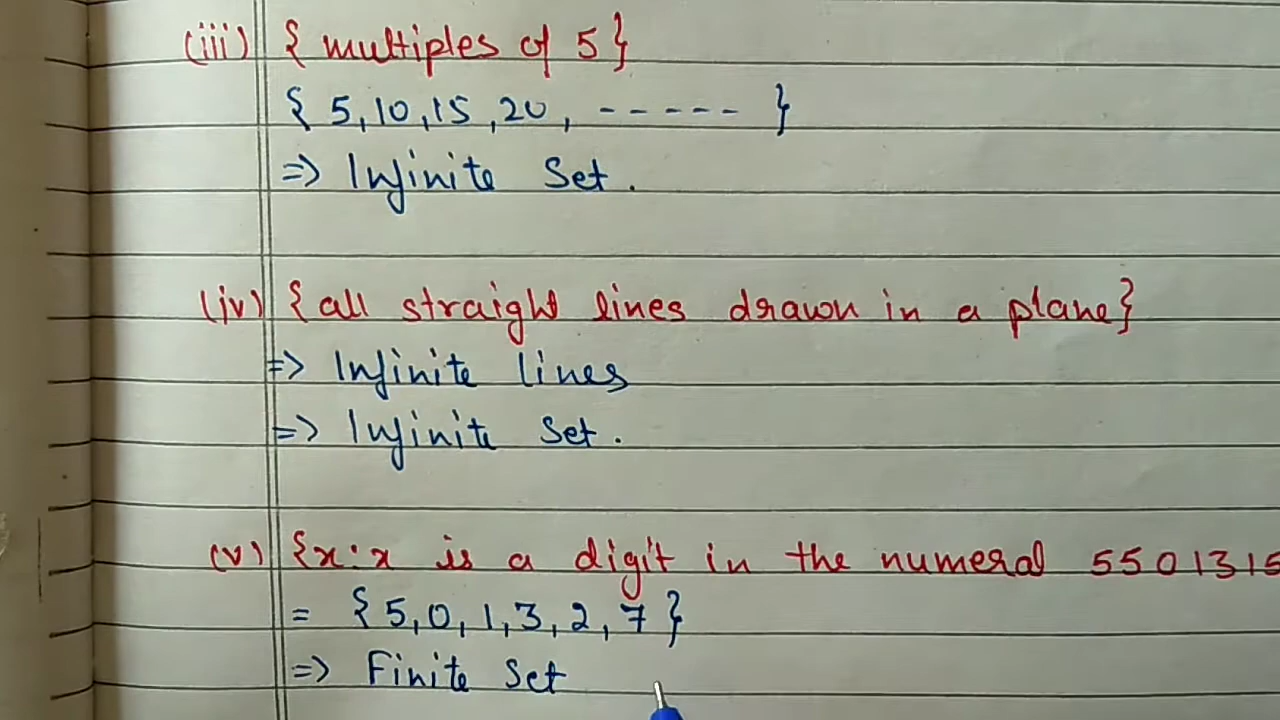 (iii) { multiples of 5}
{ 5,10,15,20, ----- }
=> Infinite Set.
(iv) {all straight lines drawn in a plane}
=> Infinite lines
=> Infinite Set.
(v) {x:x is a digit in the numeral 5501315
= {5,0,1,3,2,7}
=> Finite Set